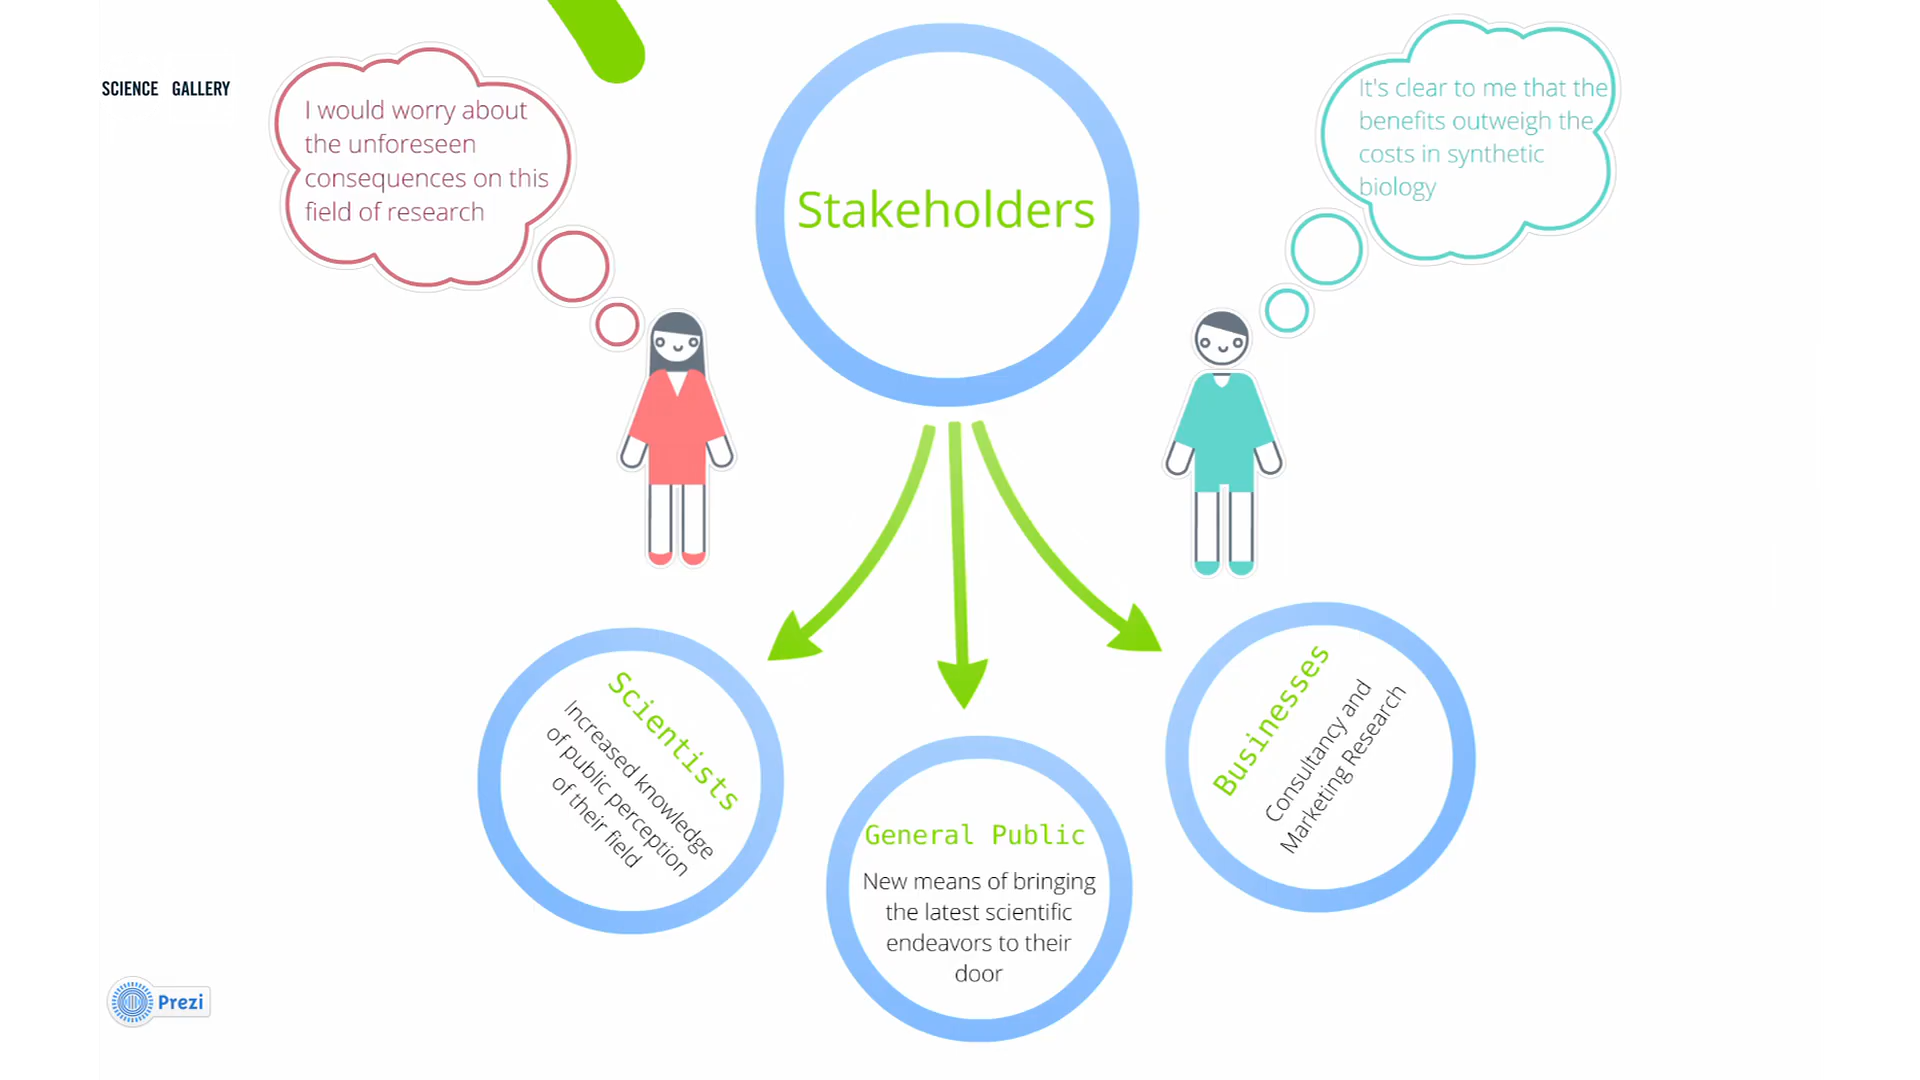 SCIENCE GALLERY
I would worry about
the unforeseen
consequences on this
field of research
Stakeholders
It's clear to me that the
benefits outweigh the
costs in synthetic
biology
Scientists
Increased knowledge
of public perception
of their field
General Public
New means of bringing
the latest scientific
endeavors to their
door
Businesses
Consultancy and
Marketing Research
Prezi